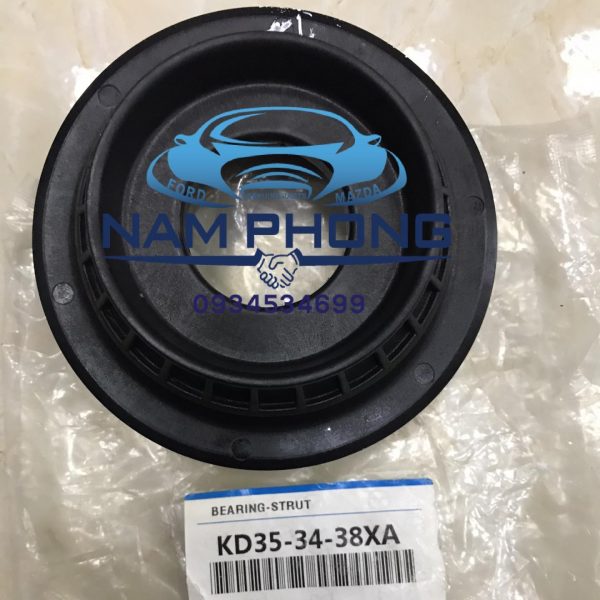 FORD
MAZDA
NAM PHONG
0934534699
BEARING-STRUT
KD35-34-38XA